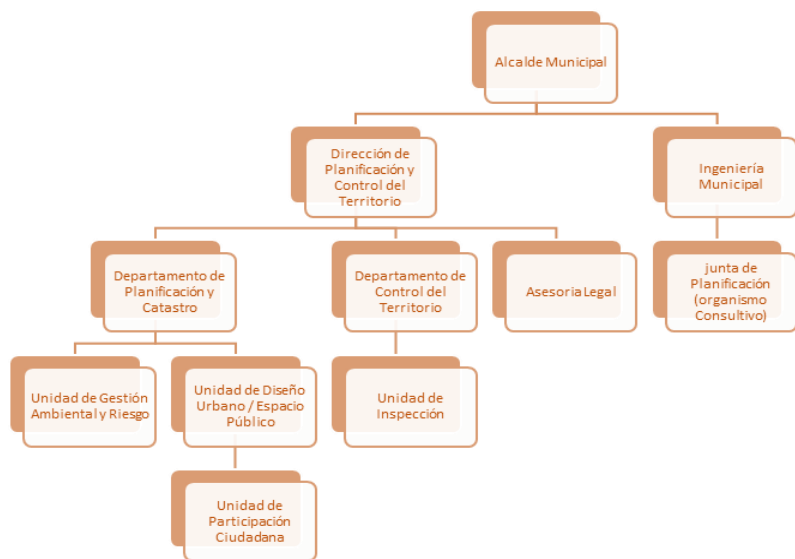 Alcalde Municipal
Dirección de
Planificación y
Control del
Territorio
Ingeniería
Municipal
Departamento de
Planificación y
Catastro
Departamento de
Control del
Territorio
Asesoria Legal
junta de
Planificación
(organismo
Consultivo)
Unidad de Gestión
Ambiental y Riesgo
Unidad de Diseño
Urbano / Espacio
Público
Unidad de
Inspección
Unidad de
Participación
Ciudadana